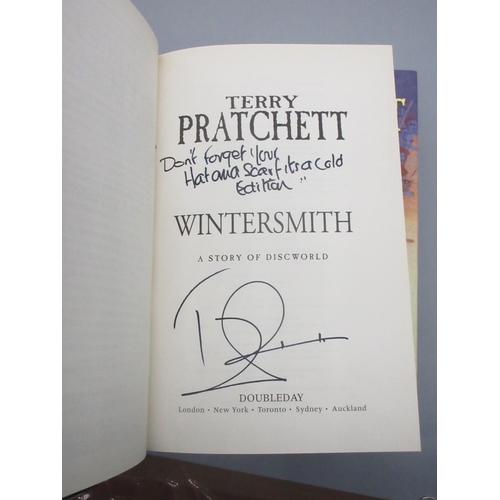 TERRY
PRATCHETT
Don't forget your
Hat and Scarf its a cold
Edition"
WINTERSMITH
A STORY OF DISCWORLD
DOUBLEDAY
London • New York • Toronto • Sydney • Auckland